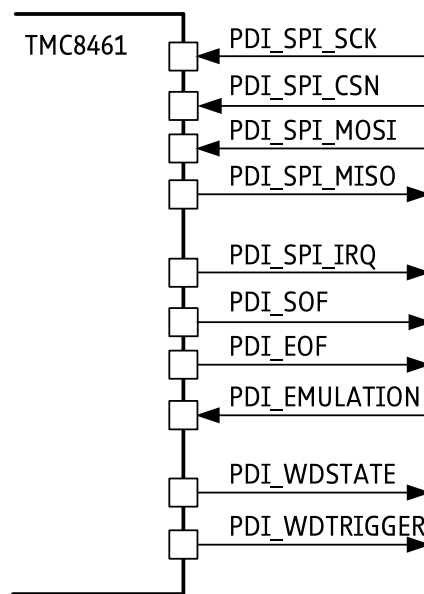 TMC8461
PDI_SPI_SCK
PDI_SPI_CSN
PDI_SPI_MOSI
PDI_SPI_MISO
PDI_SPI_IRQ
PDI_SOF
PDI_EOF
PDI_EMULATION
PDI_WDSTATE
PDI_WDTRIGGER